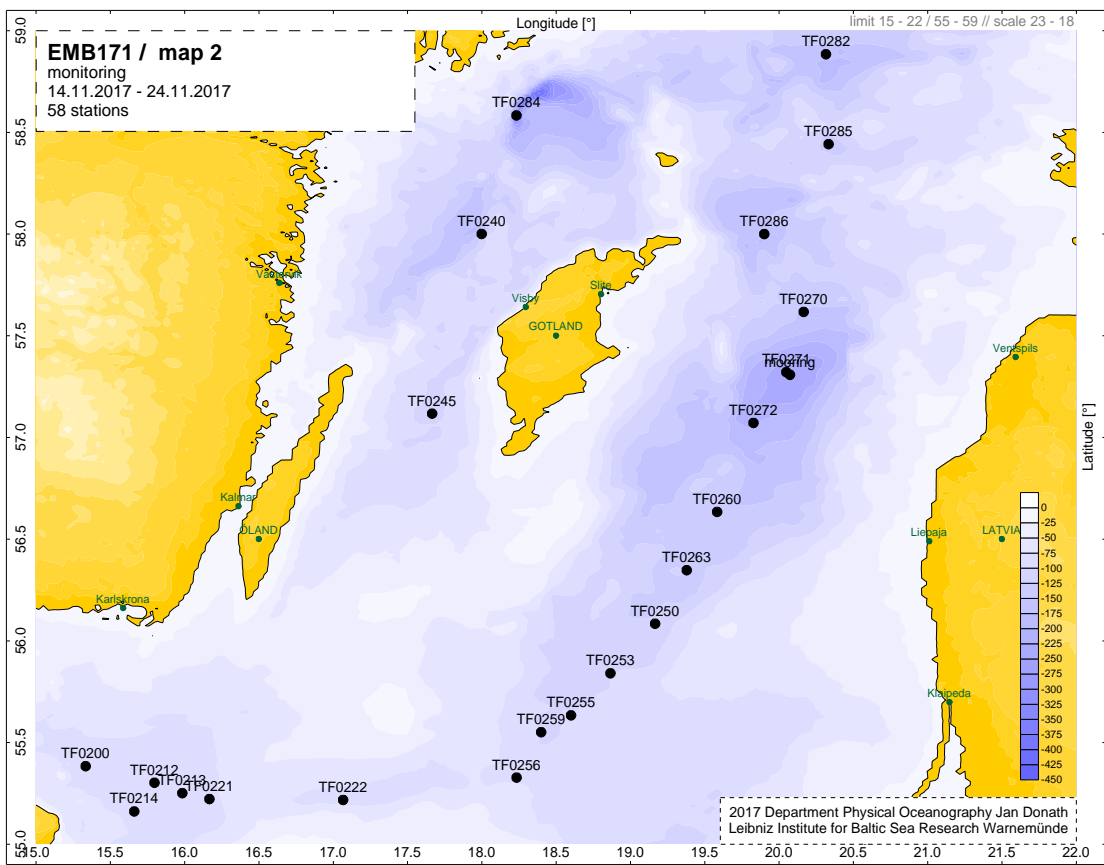 Longitude [°]
limit 15 - 22 / 55 - 59 // scale 23 - 18
EMB171 / map 2
monitoring
14.11.2017 - 24.11.2017
58 stations
59.0
58.5
58.0
57.5
57.0
56.5
56.0
55.5
55.0
TF0282
TF0284
TF0285
TF0240
TF0286
Västervik
Slite
Visby
TF0270
GOTLAND
Ventspils
TF0271
mooring
TF0245
TF0272
Latitude [°]
Kalmar
TF0260
ÖLAND
Liepaja
LATVIA
TF0263
Karlskrona
TF0250
TF0253
Klaipeda
TF0255
TF0259
TF0200
TF0212
TF0213
TF0221
TF0214
TF0222
TF0256
0
-25
-50
-75
-100
-125
-150
-175
-200
-225
-250
-275
-300
-325
-350
-375
-400
-425
-450
2017 Department Physical Oceanography Jan Donath
Leibniz Institute for Baltic Sea Research Warnemünde
15.0 15.5 16.0 16.5 17.0 17.5 18.0 18.5 19.0 19.5 20.0 20.5 21.0 21.5 22.0